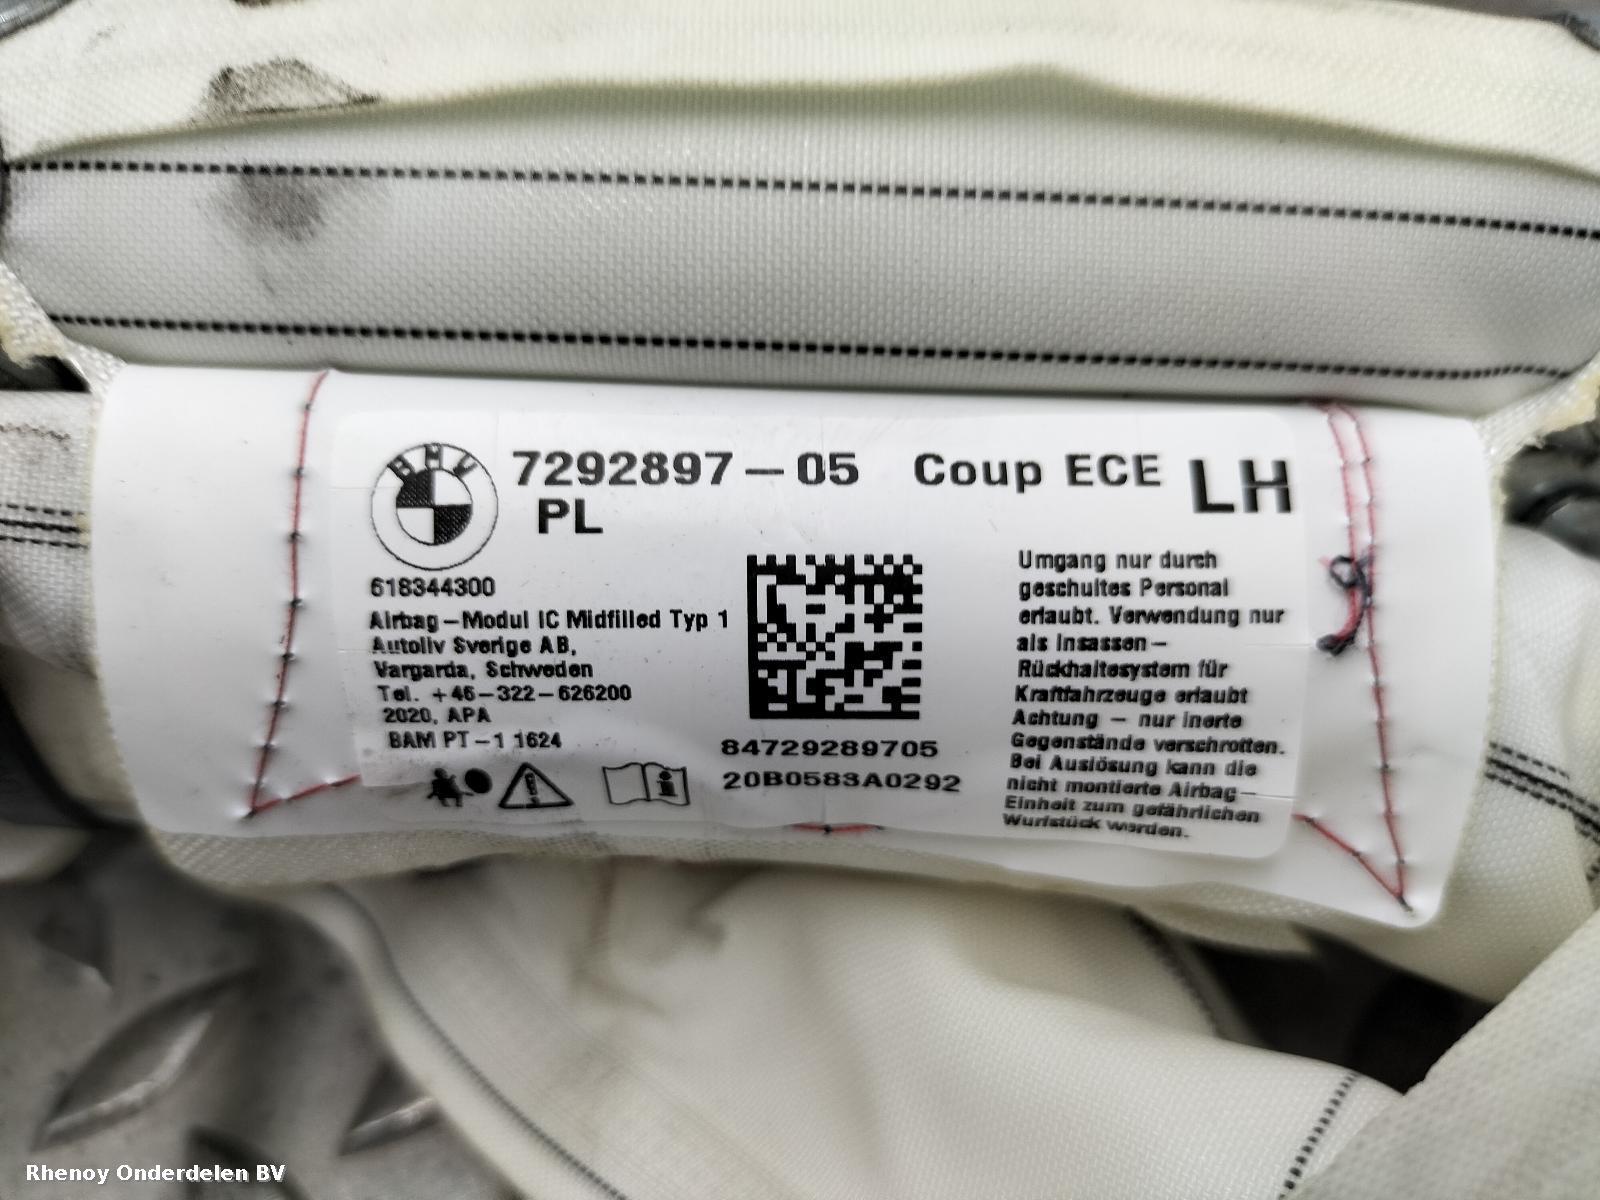 BMW
7292897-05 Coup ECE LH
PL
618344300
Airbag-Modul IC Midfilled Typ 1
Autoliv Sverige AB,
Vargarda, Schweden
Tel. +46-322-626200
2020, APA
BAM PT-1 1624
84729289705
20B0583A0292
Umgang nur durch
geschultes Personal
erlaubt. Verwendung nur
als Insassen-
Rückhaltesystem für
Kraftfahrzeuge erlaubt
Achtung - nur inerte
Gegenstände verschrotten.
Bei Auslösung kann die
nicht montierte Airbag-
Einheit zum gefährlichen
Wurfstück werden.
Rhenoy Onderdelen BV